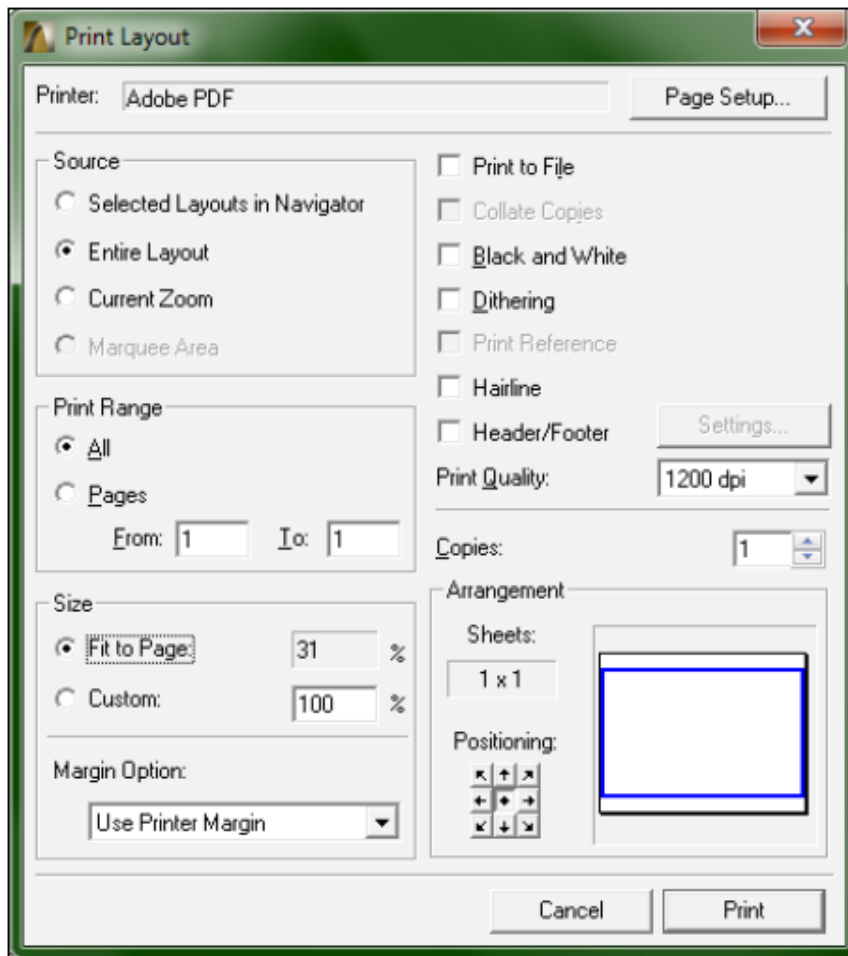 Print Layout
Printer: Adobe PDF Page Setup...
Source
Selected Layouts in Navigator
Entire Layout
Current Zoom
Marquee Area
Print Range
All
Pages
From: 1 To: 1
Size
Fit to Page: 31 %
Custom: 100 %
Margin Option:
Use Printer Margin
Print to File
Collate Copies
Black and White
Dithering
Print Reference
Hairline
Header/Footer Settings...
Print Quality: 1200 dpi
Copies: 1
Arrangement
Sheets:
1 x 1
Positioning:
Cancel Print